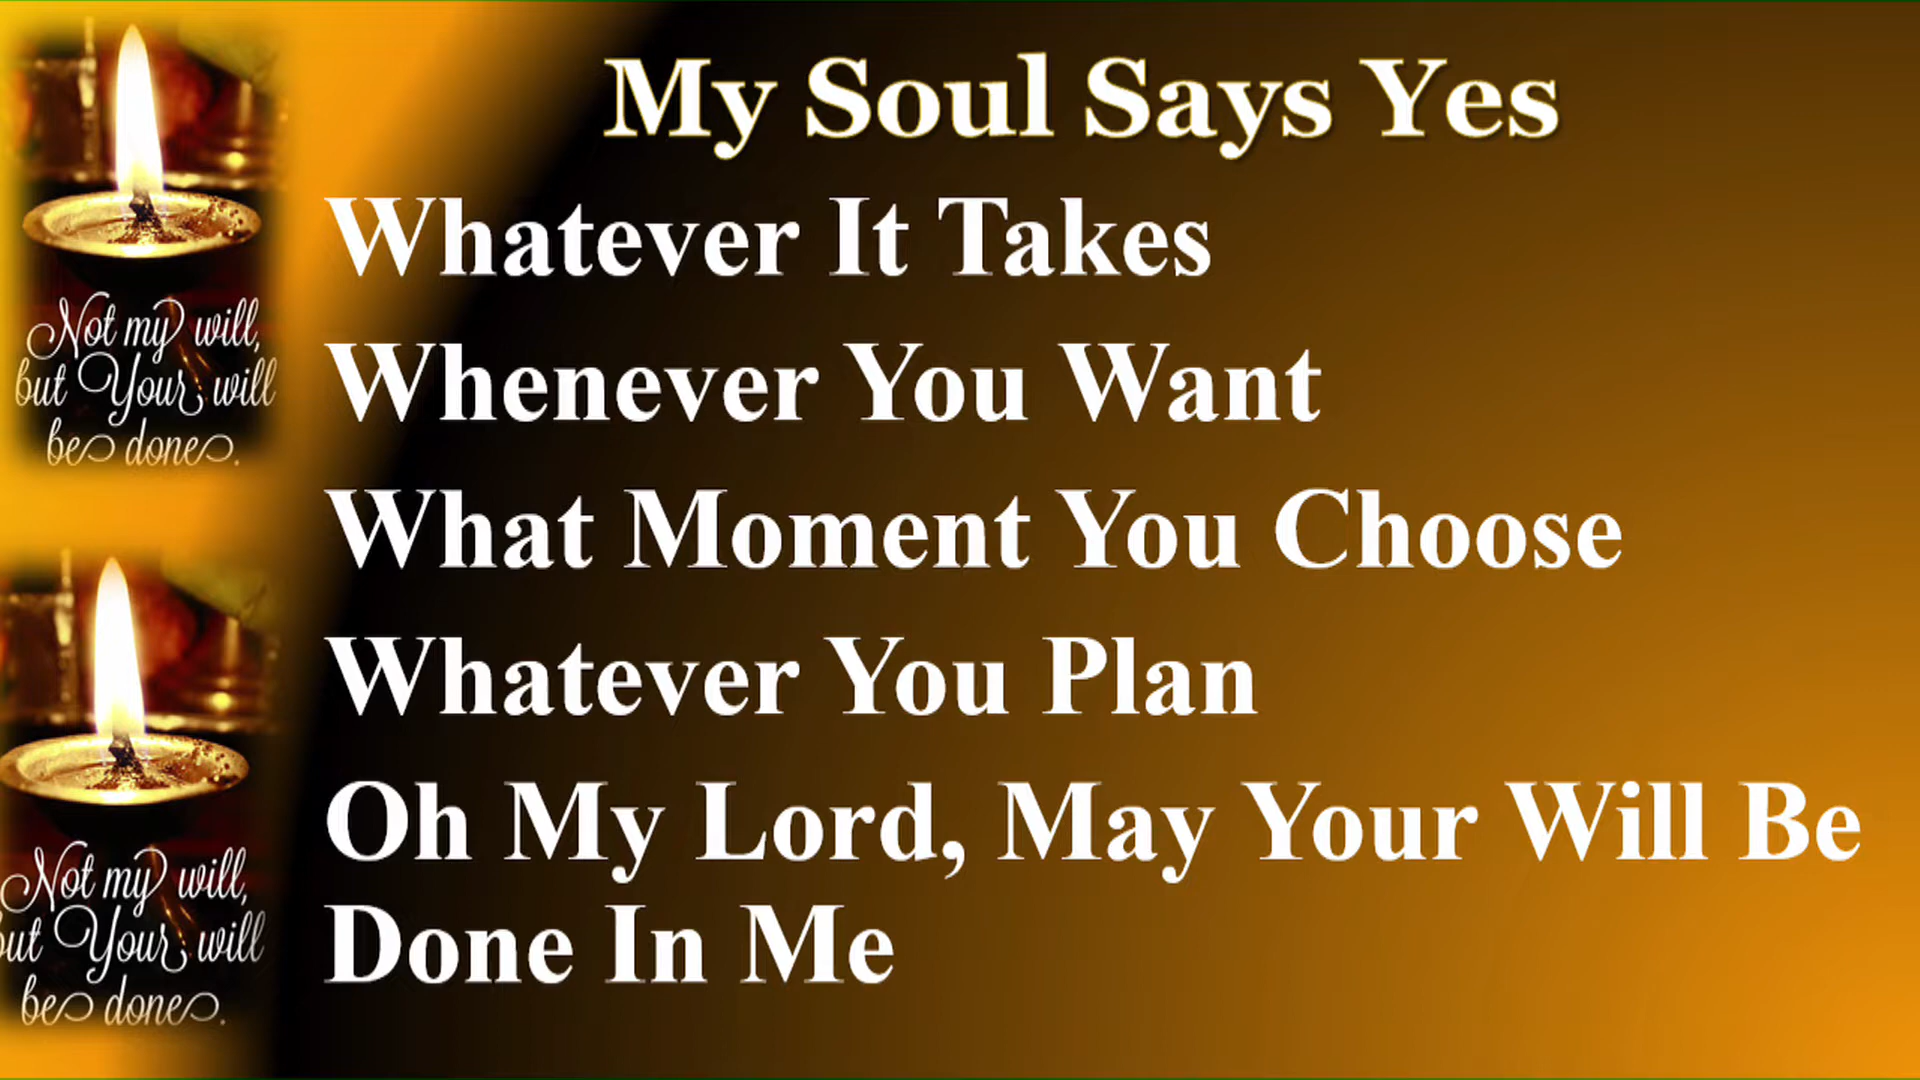 My Soul Says Yes
Whatever It Takes
Whenever You Want
What Moment You Choose
Whatever You Plan
Oh My Lord, May Your Will Be
Done In Me
Not my will,
but Your will
be done.
Not my will,
but Your will
be done.